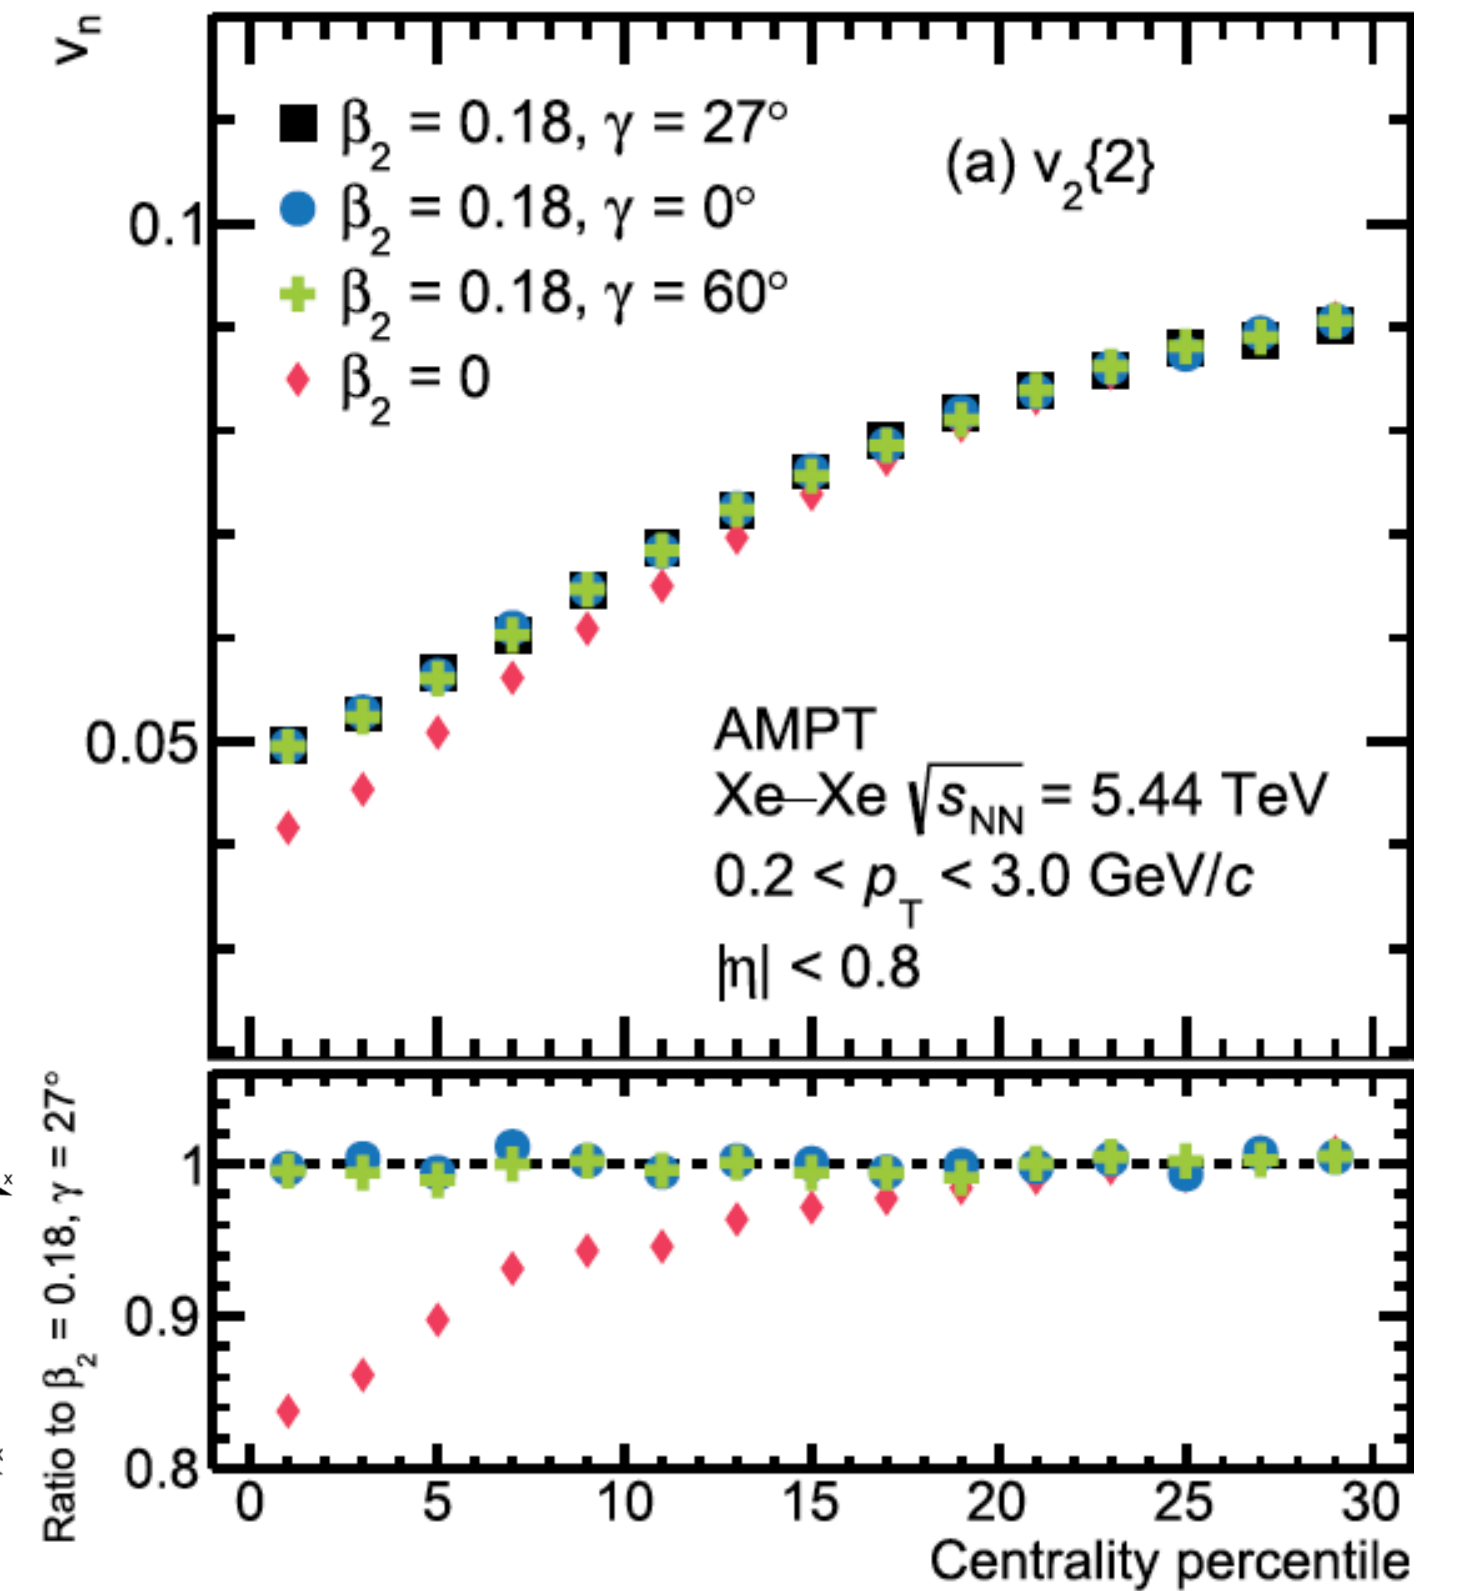 vn
β2 = 0.18, γ = 27°
β2 = 0.18, γ = 0°
β2 = 0.18, γ = 60°
β2 = 0
(a) v2{2}
0.1
0.05
AMPT
Xe–Xe √sNN = 5.44 TeV
0.2 < pT < 3.0 GeV/c
|η| < 0.8
Ratio to β2 = 0.18, γ = 27°
1
0.9
0.8
0 5 10 15 20 25 30
Centrality percentile